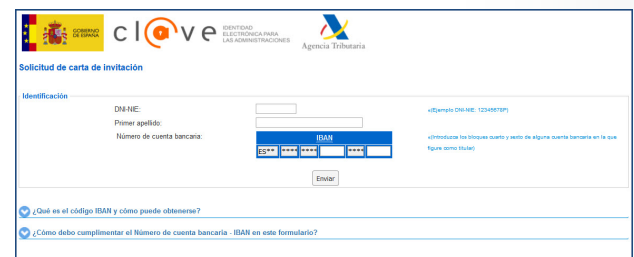 GOBIERNO
DE ESPAÑA
cl@ve
IDENTIDAD
ELECTRÓNICA PARA
LAS ADMINISTRACIONES
Agencia Tributaria
Solicitud de carta de invitación
Identificación
DNI-NIE:
(Ejemplo DNI-NIE: 12345678P)
Primer apellido:
Número de cuenta bancaria:
IBAN
(Introduzca los bloques cuarto y sexto de alguna cuenta bancaria en la que
figure como titular)
ES** **** **** ****
Enviar
¿Qué es el código IBAN y cómo puede obtenerse?
¿Cómo debo cumplimentar el Número de cuenta bancaria - IBAN en este formulario?